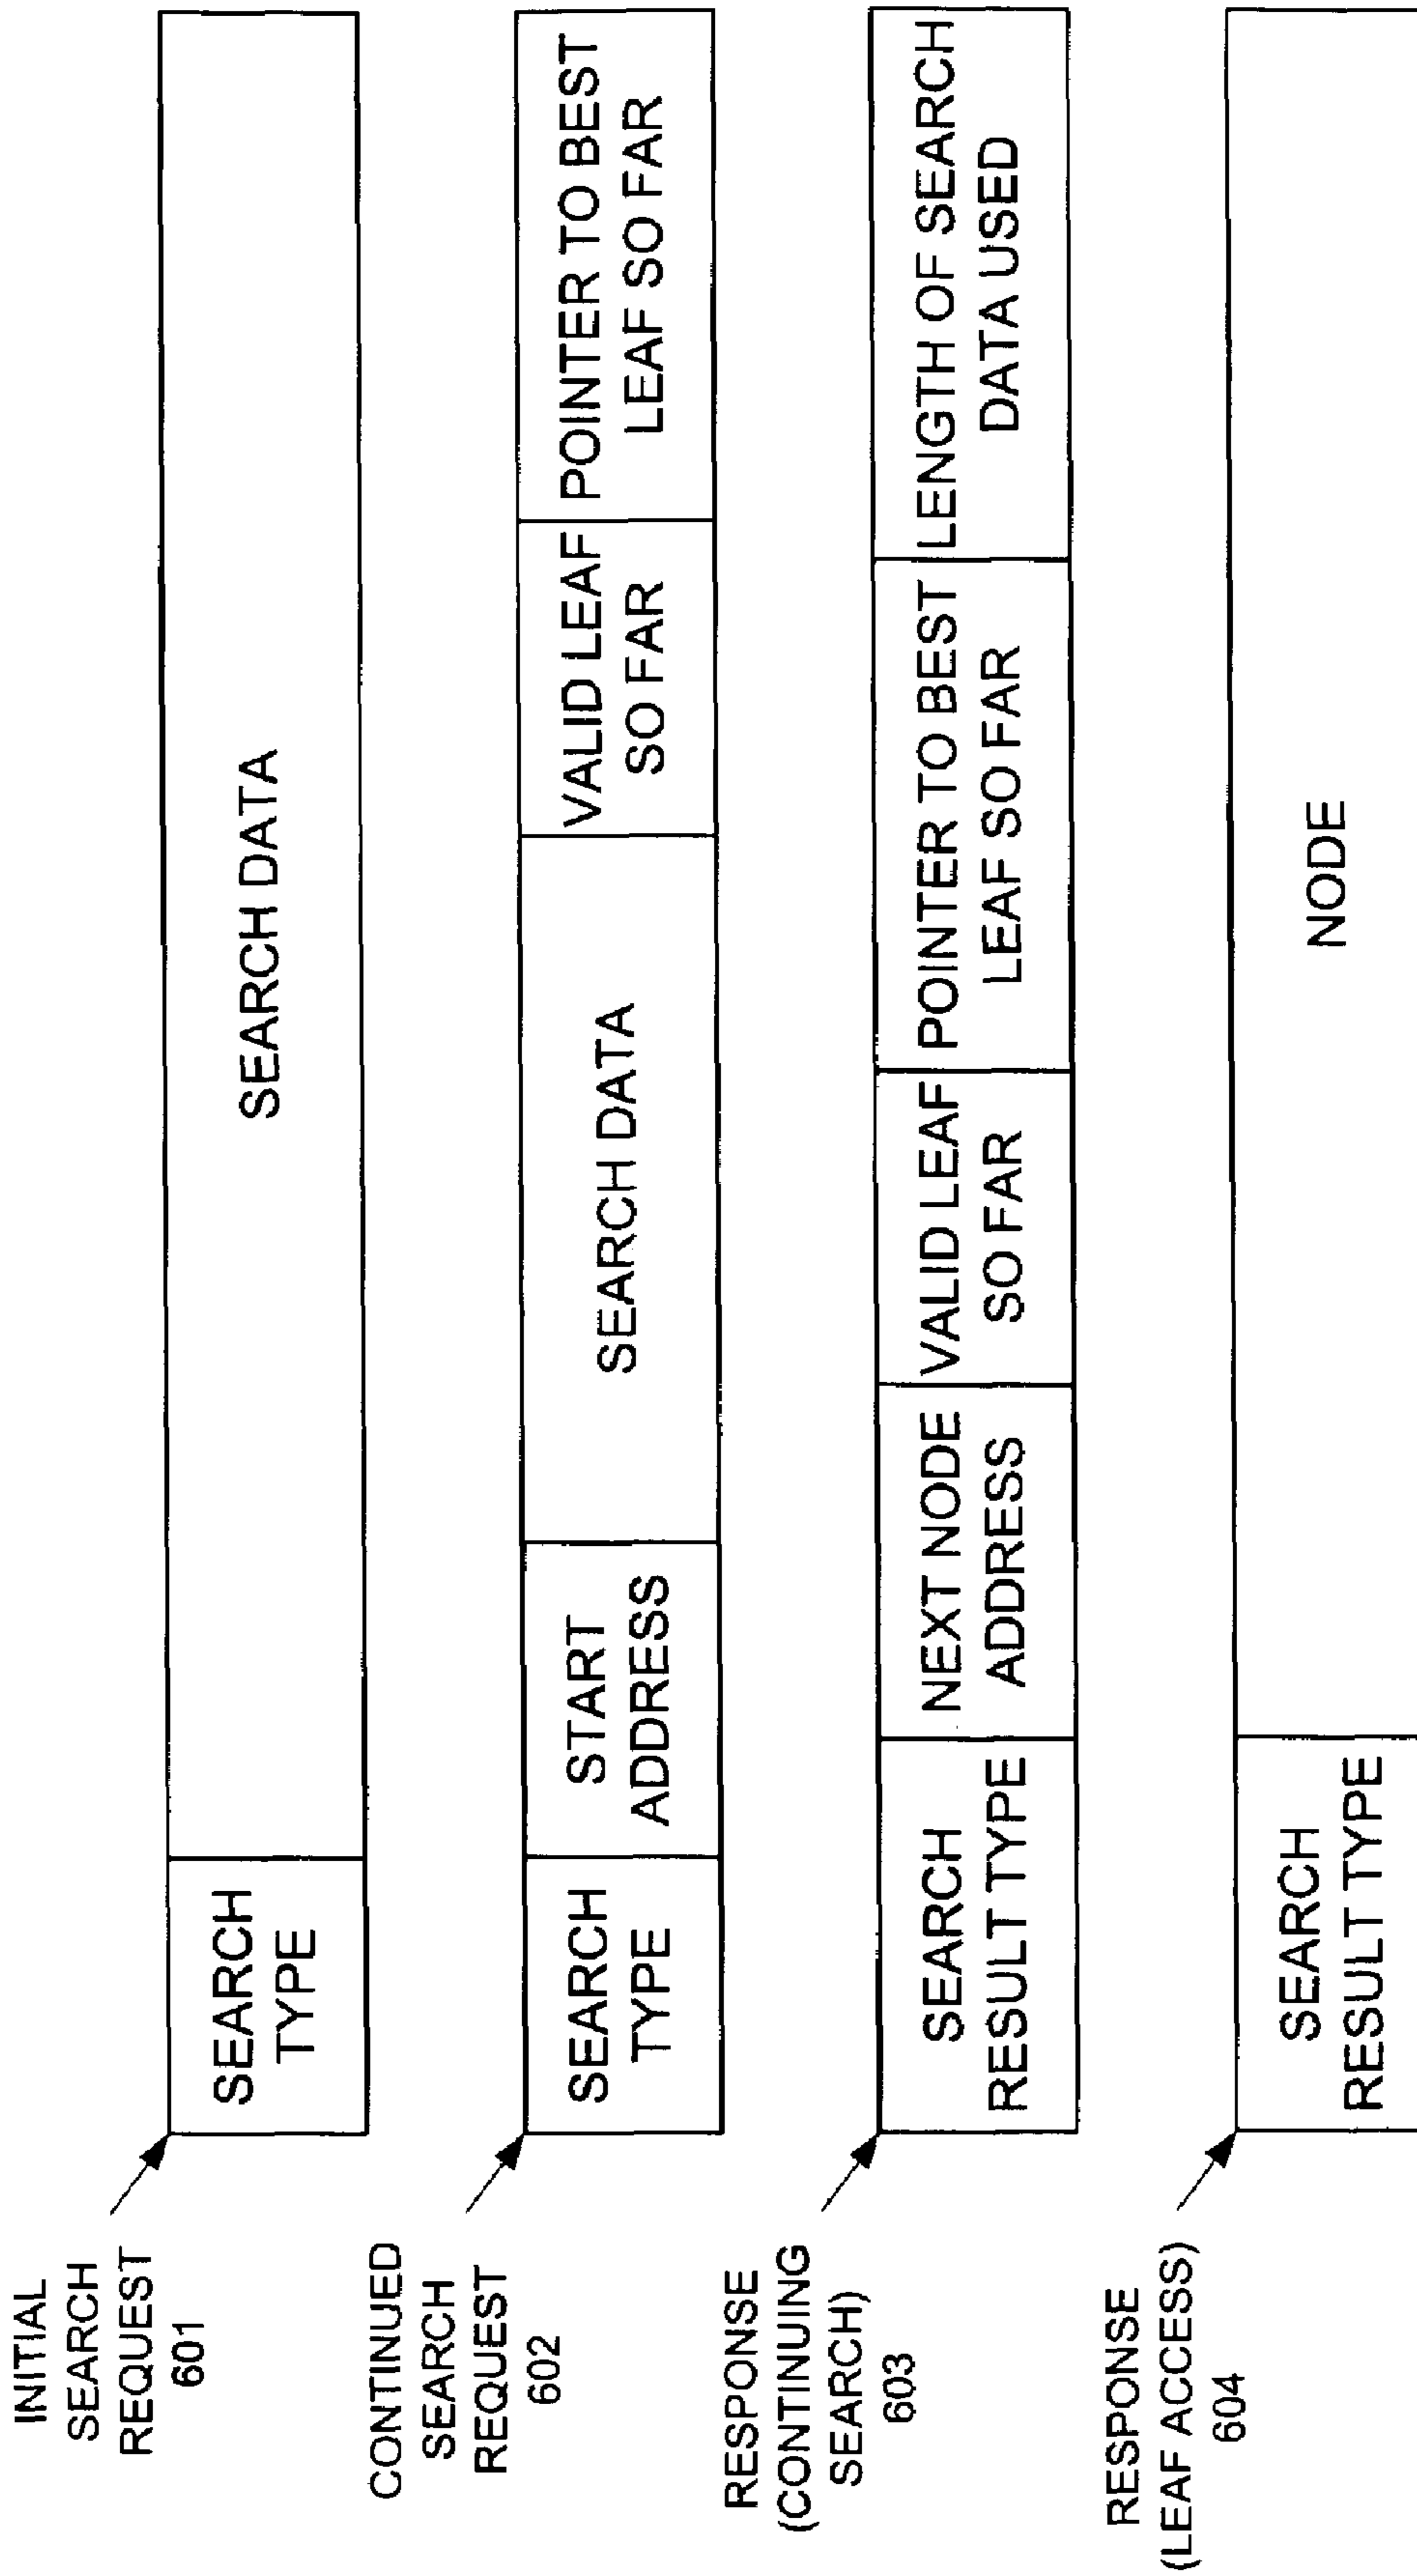 INITIAL
SEARCH
REQUEST
601
SEARCH
TYPE
SEARCH DATA
CONTINUED
SEARCH
REQUEST
602
SEARCH
TYPE
START
ADDRESS
SEARCH DATA
VALID LEAF
SO FAR
POINTER TO BEST
LEAF SO FAR
RESPONSE
(CONTINUING
SEARCH)
603
SEARCH
RESULT TYPE
NEXT NODE
ADDRESS
VALID LEAF
SO FAR
POINTER TO BEST
LEAF SO FAR
LENGTH OF SEARCH
DATA USED
RESPONSE
(LEAF ACCESS)
604
SEARCH
RESULT TYPE
NODE